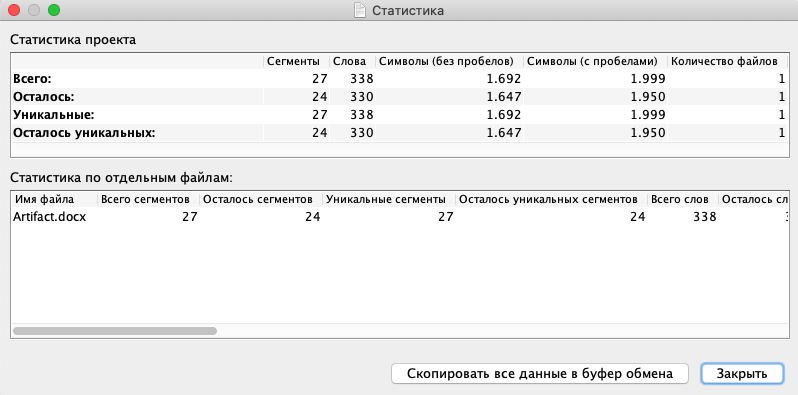 Статистика
Статистика проекта
Сегменты Слова Символы (без пробелов) Символы (с пробелами) Количество файлов
Всего: 27 338 1.692 1.999 1
Осталось: 24 330 1.647 1.950 1
Уникальные: 27 338 1.692 1.999 1
Осталось уникальных: 24 330 1.647 1.950 1
Статистика по отдельным файлам:
Имя файла Всего сегментов Осталось сегментов Уникальные сегменты Осталось уникальных сегментов Всего слов Осталось сл
Artifact.docx 27 24 27 24 338
Скопировать все данные в буфер обмена Закрыть